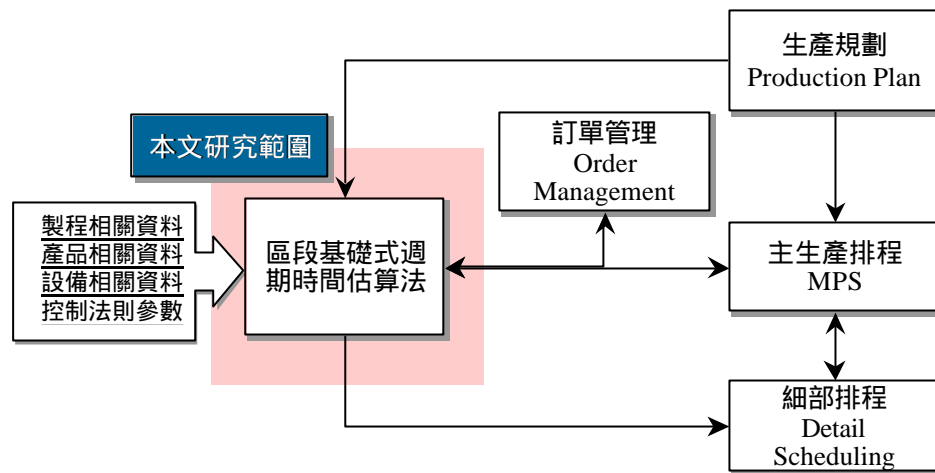 生產規劃
Production Plan
本文研究範圍
訂單管理
Order
Management
製程相關資料
產品相關資料
設備相關資料
控制法則參數
區段基礎式週
期時間估算法
主生產排程
MPS
細部排程
Detail
Scheduling